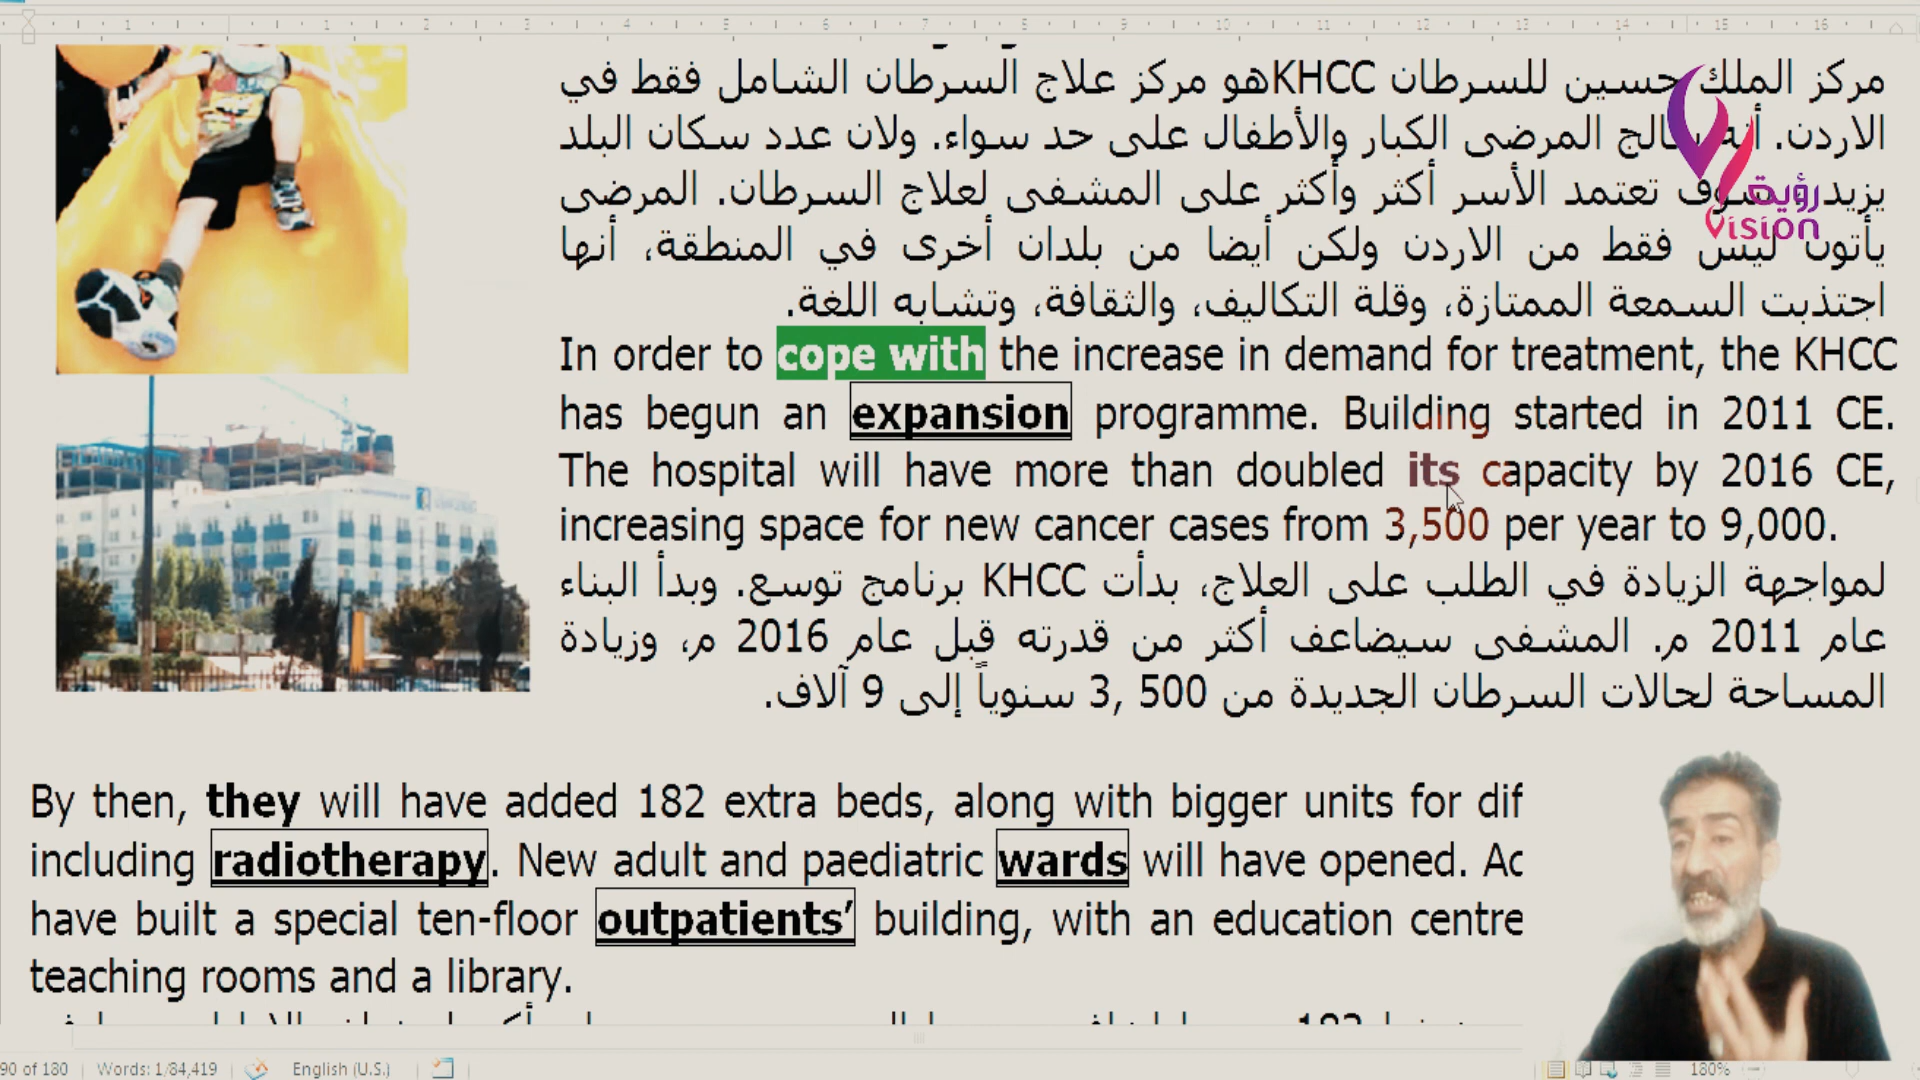 مركز الملك حسين للسرطان KHCCهو مركز علاج السرطان الشامل فقط في
الاردن. أنه يعالج المرضى الكبار والأطفال على حد سواء. ولان عدد سكان البلد
يزيد، سوف تعتمد الأسر أكثر وأكثر على المشفى لعلاج السرطان. المرضى
يأتون ليس فقط من الاردن ولكن أيضا من بلدان أخرى في المنطقة، أنها
اجتذبت السمعة الممتازة، وقلة التكاليف، والثقافة، وتشابه اللغة.
رؤية
Vision
In order to cope with the increase in demand for treatment, the KHCC
has begun an expansion programme. Building started in 2011 CE.
The hospital will have more than doubled its capacity by 2016 CE,
increasing space for new cancer cases from 3,500 per year to 9,000.
لمواجهة الزيادة في الطلب على العلاج، بدأت KHCC برنامج توسع. وبدأ البناء
عام 2011 م. المشفى سيضاعف أكثر من قدرته قبل عام 2016 م، وزيادة
المساحة لحالات السرطان الجديدة من 500 ,3 سنوياً إلى 9 آلاف.
By then, they will have added 182 extra beds, along with bigger units for
including radiotherapy. New adult and paediatric wards will have opened.
have built a special ten-floor outpatients’ building, with an education centre
teaching rooms and a library.
90 of 180 Words: 1/84,419 English (U.S.) 180%